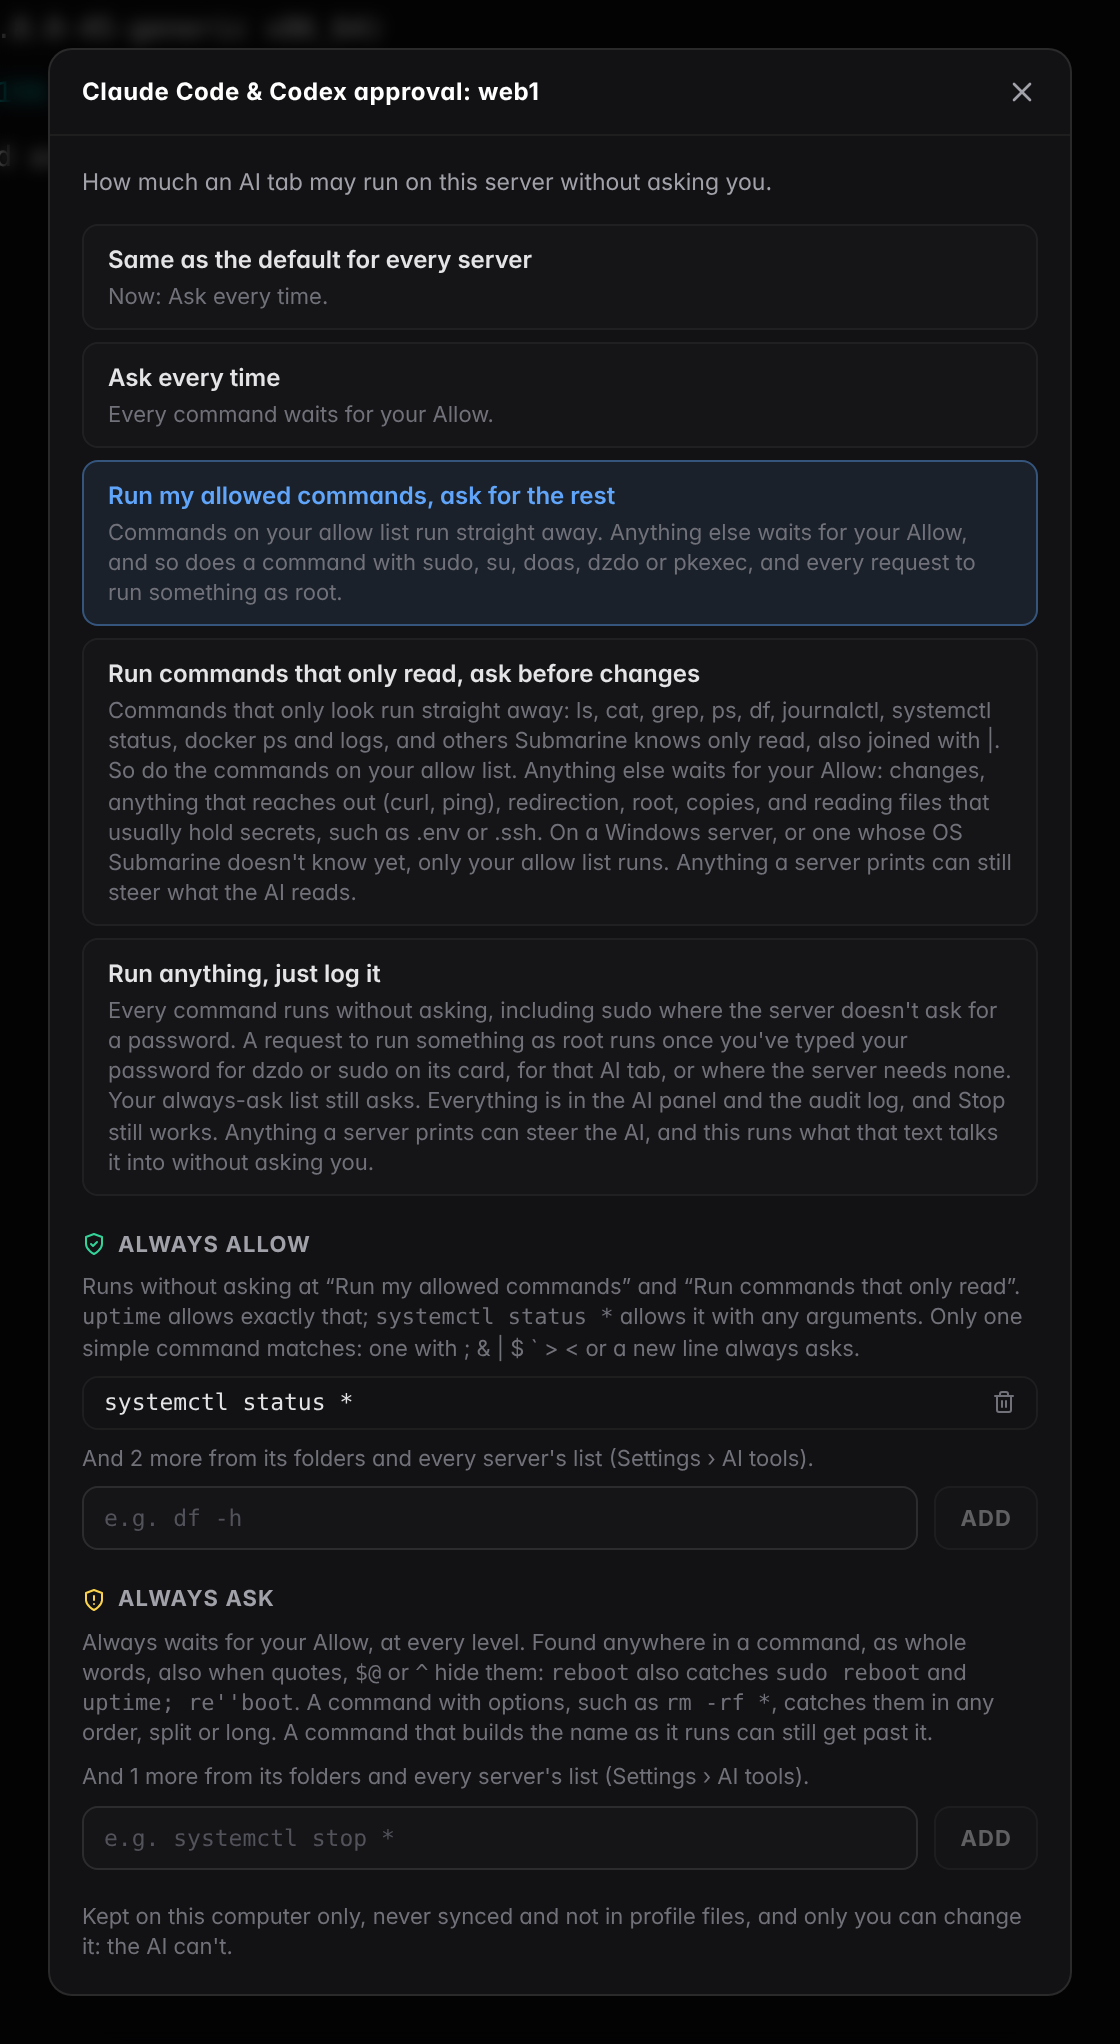 Claude Code & Codex approval: web1
How much an AI tab may run on this server without asking you.
Same as the default for every server
Now: Ask every time.
Ask every time
Every command waits for your Allow.
Run my allowed commands, ask for the rest
Commands on your allow list run straight away. Anything else waits for your Allow,
and so does a command with sudo, su, doas, dzdo or pkexec, and every request to
run something as root.
Run commands that only read, ask before changes
Commands that only look run straight away: ls, cat, grep, ps, df, journalctl, systemctl
status, docker ps and logs, and others Submarine knows only read, also joined with |.
So do the commands on your allow list. Anything else waits for your Allow: changes,
anything that reaches out (curl, ping), redirection, root, copies, and reading files that
usually hold secrets, such as .env or .ssh. On a Windows server, or one whose OS
Submarine doesn't know yet, only your allow list runs. Anything a server prints can still
steer what the AI reads.
Run anything, just log it
Every command runs without asking, including sudo where the server doesn't ask for
a password. A request to run something as root runs once you've typed your
password for dzdo or sudo on its card, for that AI tab, or where the server needs none.
Your always-ask list still asks. Everything is in the AI panel and the audit log, and Stop
still works. Anything a server prints can steer the AI, and this runs what that text talks
it into without asking you.
ALWAYS ALLOW
Runs without asking at “Run my allowed commands” and “Run commands that only read”.
uptime allows exactly that; systemctl status * allows it with any arguments. Only one
simple command matches: one with ; & | $ ` > < or a new line always asks.
systemctl status *
And 2 more from its folders and every server's list (Settings › AI tools).
e.g. df -h
ADD
ALWAYS ASK
Always waits for your Allow, at every level. Found anywhere in a command, as whole
words, also when quotes, $@ or ^ hide them: reboot also catches sudo reboot and
uptime; re''boot. A command with options, such as rm -rf *, catches them in any
order, split or long. A command that builds the name as it runs can still get past it.
And 1 more from its folders and every server's list (Settings › AI tools).
e.g. systemctl stop *
ADD
Kept on this computer only, never synced and not in profile files, and only you can change
it: the AI can't.